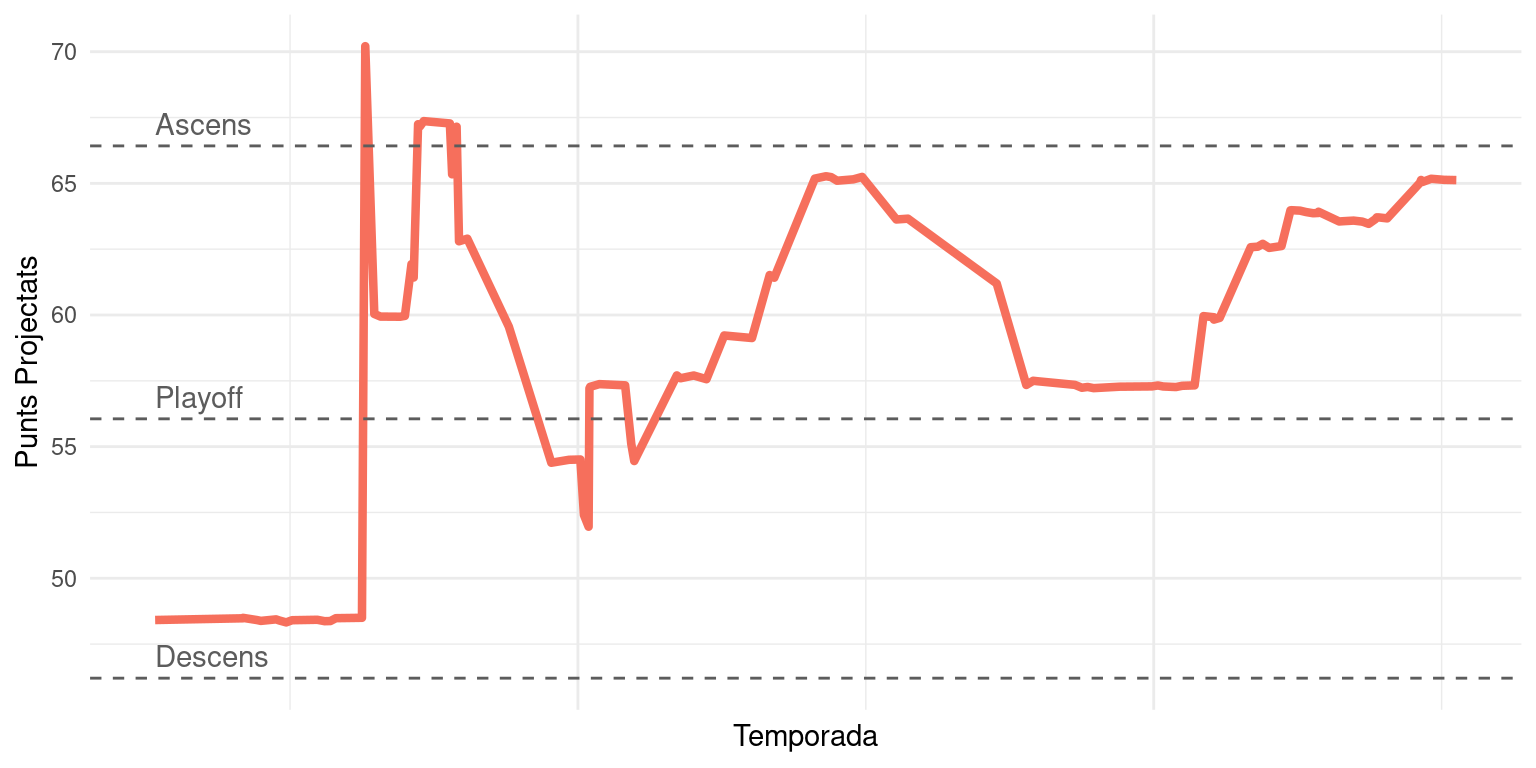 70
Ascens
65
60
Playoff
55
50
Descens
Punts Projectats
Temporada